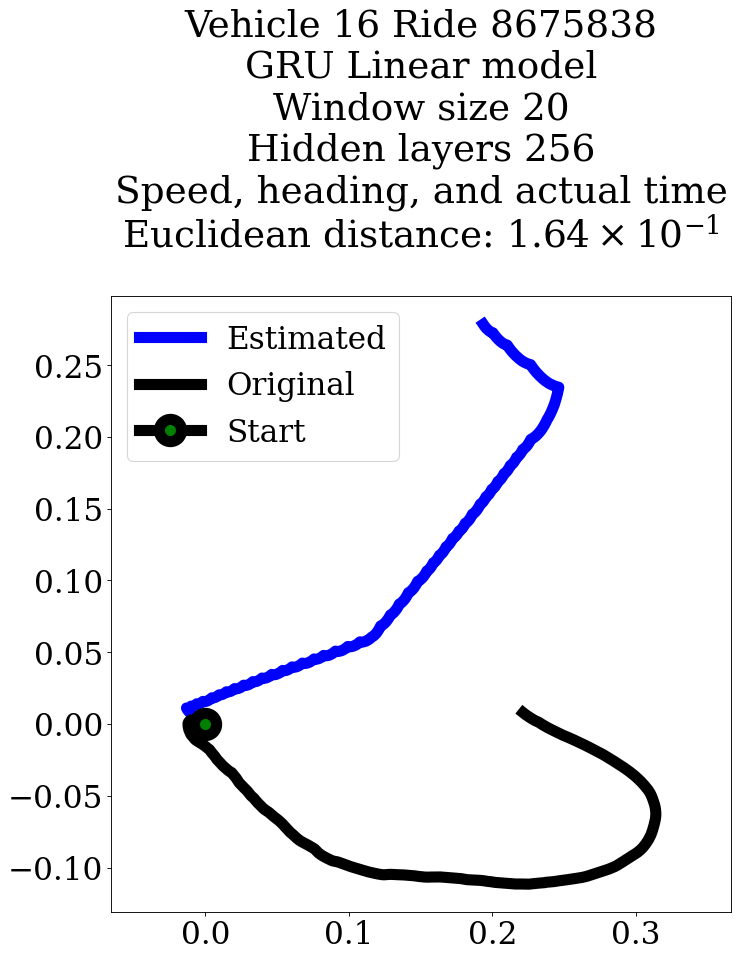 Vehicle 16 Ride 8675838
GRU Linear model
Window size 20
Hidden layers 256
Speed, heading, and actual time
Euclidean distance: 1.64 × 10⁻¹
Estimated
Original
Start
0.25
0.20
0.15
0.10
0.05
0.00
−0.05
−0.10
0.0 0.1 0.2 0.3